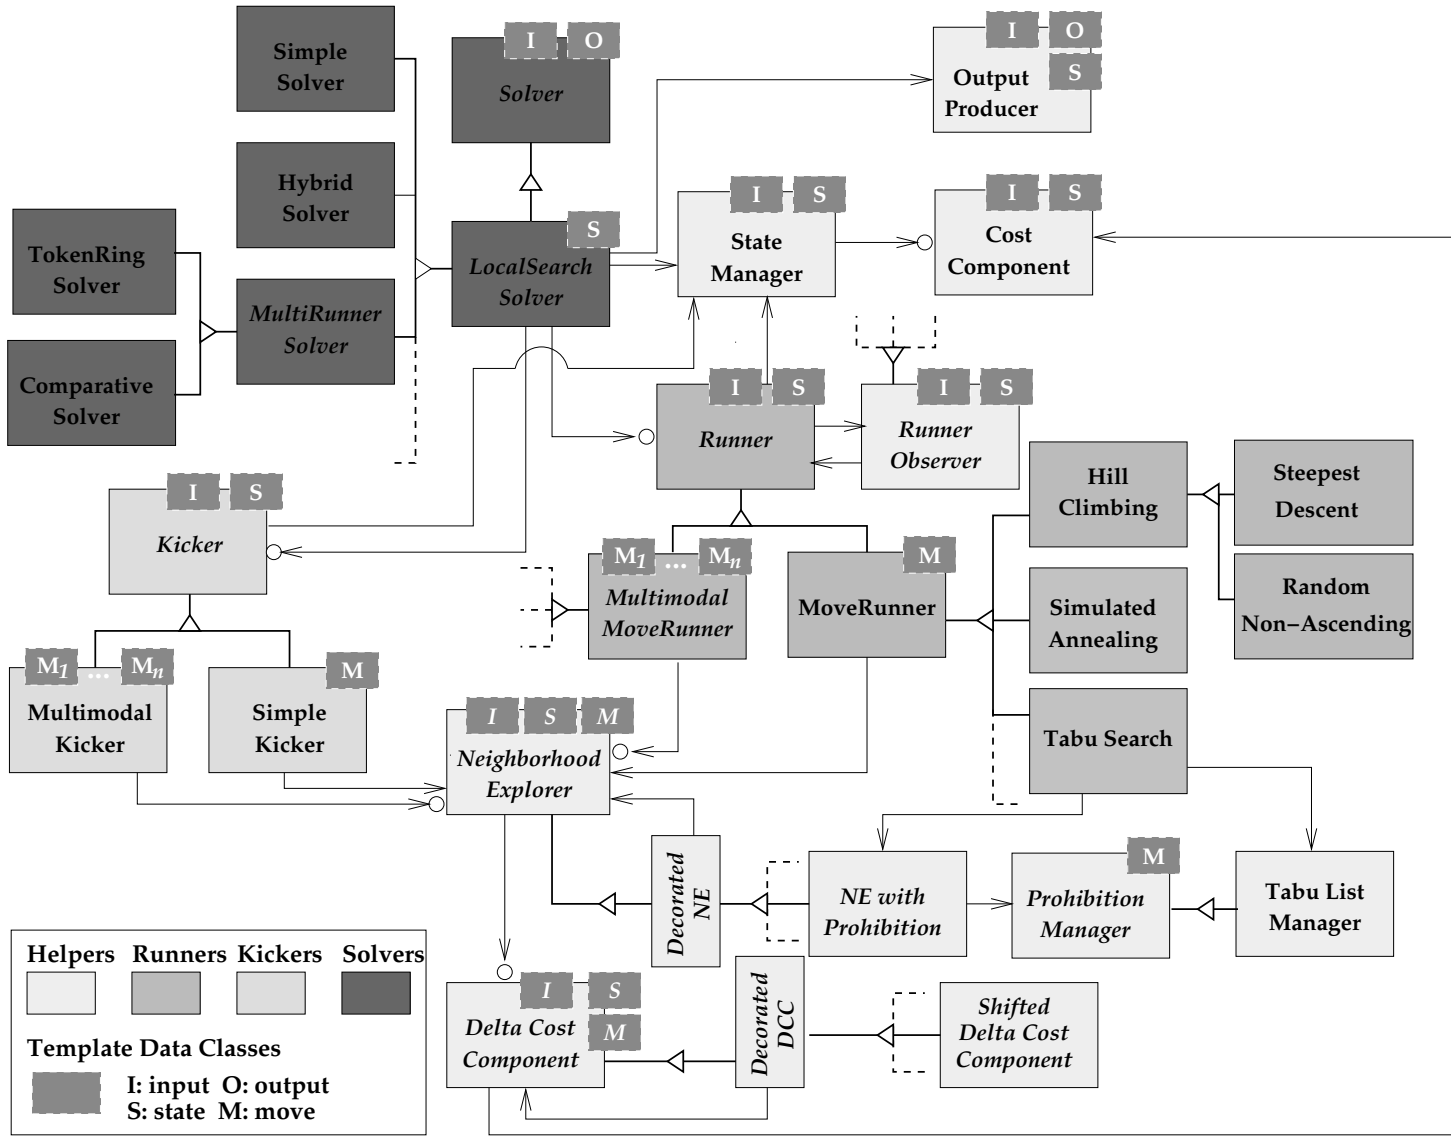 Simple
Solver
I O
Solver
I O
S
Output
Producer
Hybrid
Solver
I S
State
Manager
I S
Cost
Component
TokenRing
Solver
S
LocalSearch
Solver
MultiRunner
Solver
Comparative
Solver
I S
Runner
I S
Runner
Observer
Hill
Climbing
Steepest
Descent
I S
Kicker
M1 ... Mn
Multimodal
MoveRunner
M
MoveRunner
Simulated
Annealing
Random
Non−Ascending
M1 ... Mn
Multimodal
Kicker
M
Simple
Kicker
I S M
Neighborhood
Explorer
Tabu Search
Decorated
NE
NE with
Prohibition
M
Prohibition
Manager
Tabu List
Manager
Helpers Runners Kickers Solvers
I S
M
Delta Cost
Component
Decorated
DCC
Shifted
Delta Cost
Component
Template Data Classes
I: input O: output
S: state M: move